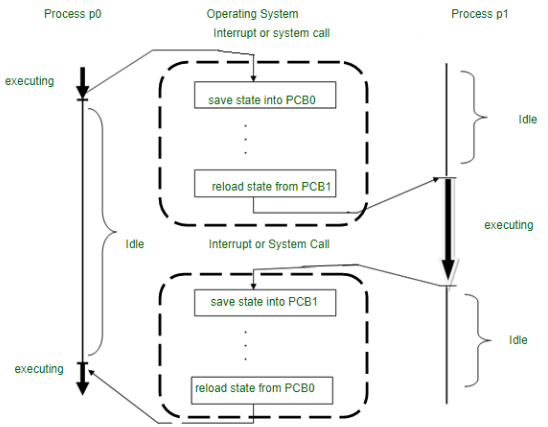 Process p0
Operating System
Process p1
Interrupt or system call
executing
save state into PCB0
Idle
reload state from PCB1
executing
Idle
Interrupt or System Call
save state into PCB1
Idle
executing
reload state from PCB0